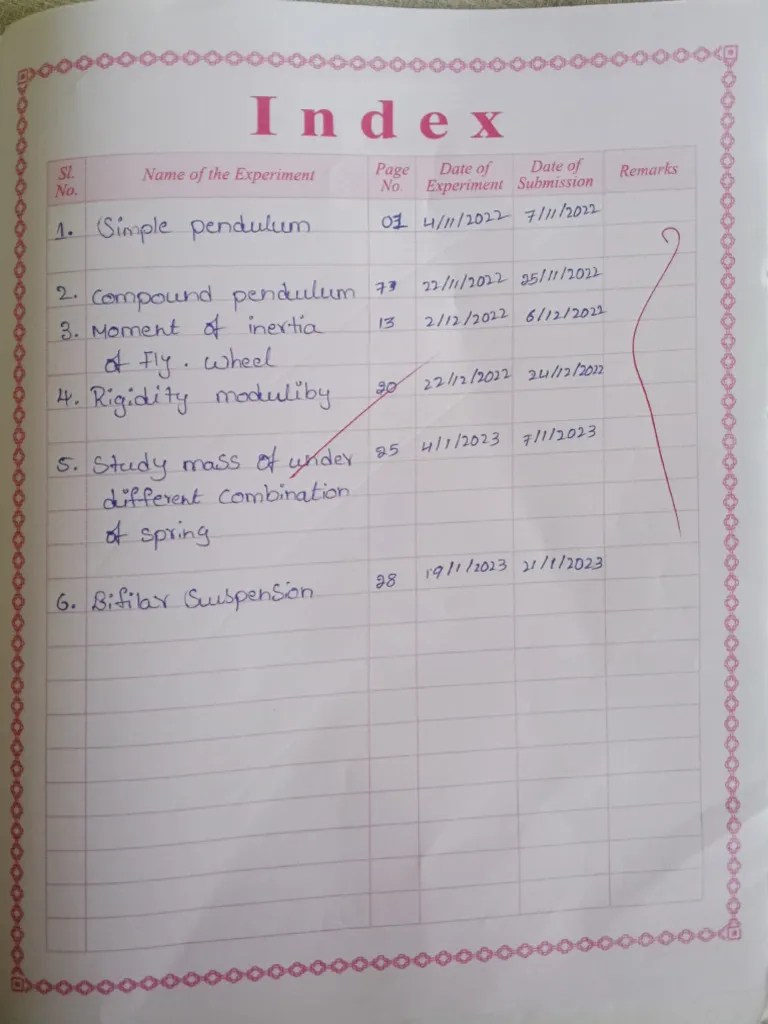 Index
Sl. No. Name of the Experiment Page No. Date of Experiment Date of Submission Remarks
1. Simple pendulum 01 4/11/2022 7/11/2022
2. Compound pendulum 22/11/2022 25/11/2022
3. Moment of inertia 13 2/12/2022 6/12/2022
of Fly. wheel
4. Rigidity moduliby 20 22/12/2022 24/12/2022
5. Study mass of under 25 4/1/2023 7/1/2023
different combination
of spring
6. Bifilar Suspension 28 19/1/2023 21/1/2023